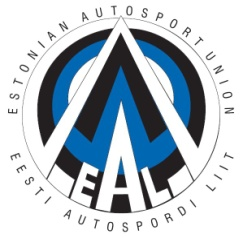 ESTONIAN AUTOSPORT UNION
EAL
EESTI AUTOSPORDI LIIT